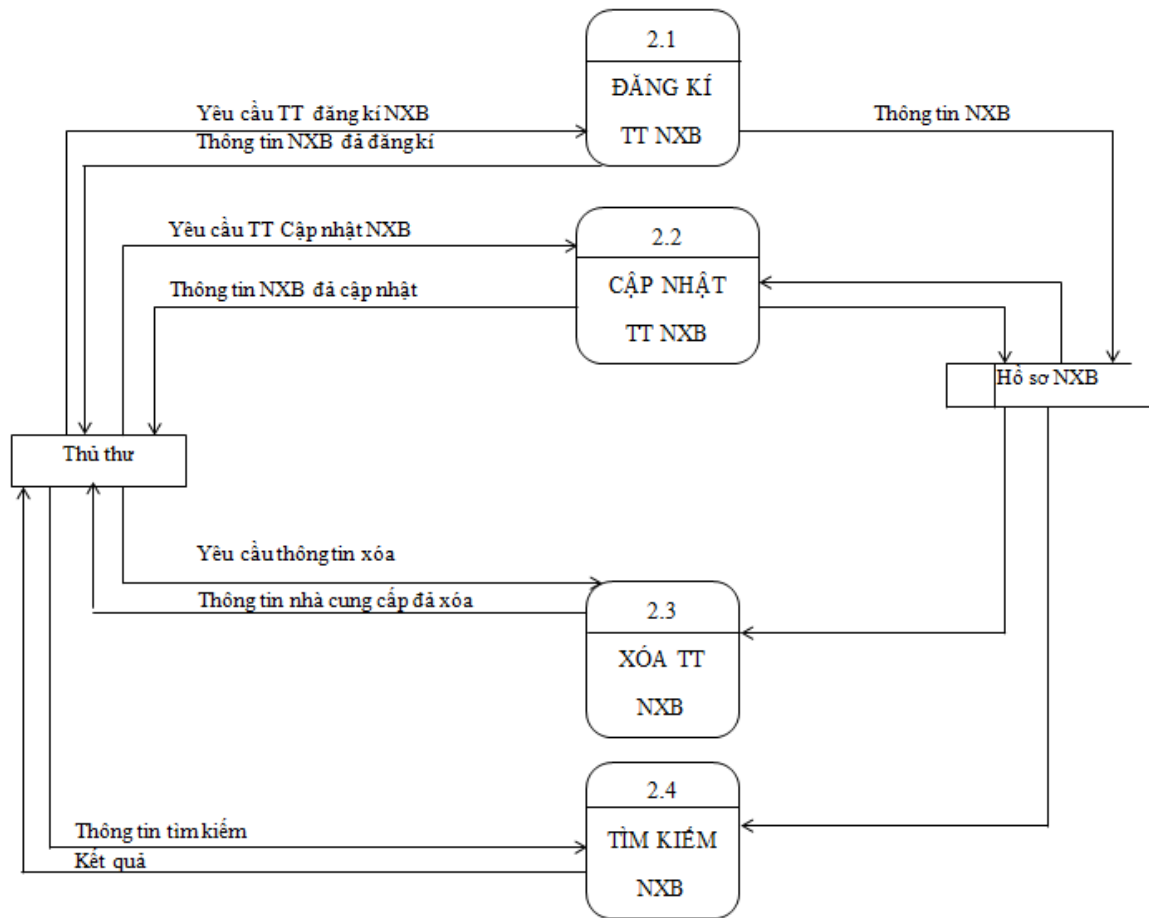 2.1
ĐĂNG KÍ
TT NXB
Yêu cầu TT đăng kí NXB
Thông tin NXB đã đăng kí
Thông tin NXB
2.2
CẬP NHẬT
TT NXB
Yêu cầu TT Cập nhật NXB
Thông tin NXB đã cập nhật
Hồ sơ NXB
Thủ thư
Yêu cầu thông tin xóa
Thông tin nhà cung cấp đã xóa
2.3
XÓA TT
NXB
2.4
TÌM KIẾM
NXB
Thông tin tìm kiếm
Kết quả